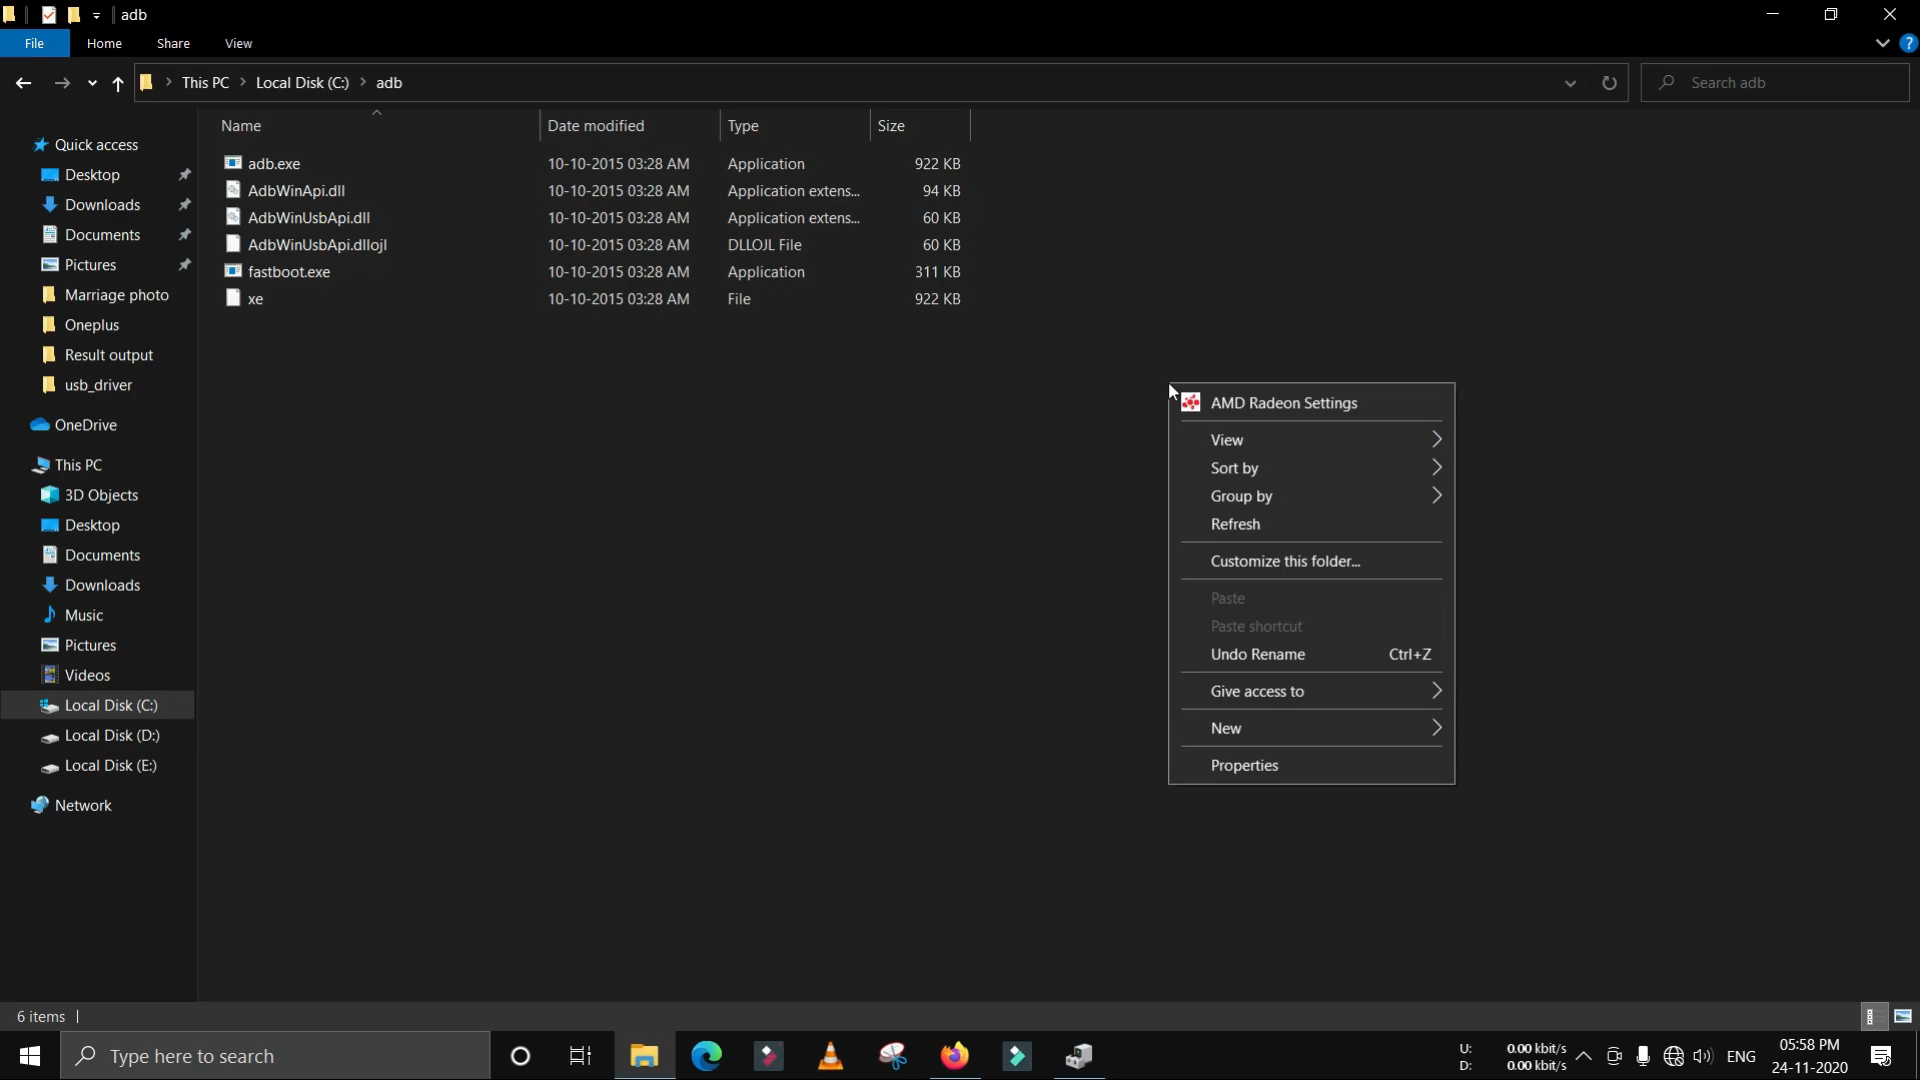 adb
File Home Share View
This PC Local Disk (C:) adb
Search adb
Name Date modified Type Size
adb.exe 10-10-2015 03:28 AM Application 922 KB
AdbWinApi.dll 10-10-2015 03:28 AM Application extens... 94 KB
AdbWinUsbApi.dll 10-10-2015 03:28 AM Application extens... 60 KB
AdbWinUsbApi.dllojl 10-10-2015 03:28 AM DLLOJL File 60 KB
fastboot.exe 10-10-2015 03:28 AM Application 311 KB
xe 10-10-2015 03:28 AM File 922 KB
Quick access
Desktop
Downloads
Documents
Pictures
Marriage photo
Oneplus
Result output
usb_driver
OneDrive
This PC
3D Objects
Desktop
Documents
Downloads
Music
Pictures
Videos
Local Disk (C:)
Local Disk (D:)
Local Disk (E:)
Network
AMD Radeon Settings
View
Sort by
Group by
Refresh
Customize this folder...
Paste
Paste shortcut
Undo Rename Ctrl+Z
Give access to
New
Properties
6 items
Type here to search
U: 0.00 kbit/s
D: 0.00 kbit/s
ENG
05:58 PM
24-11-2020